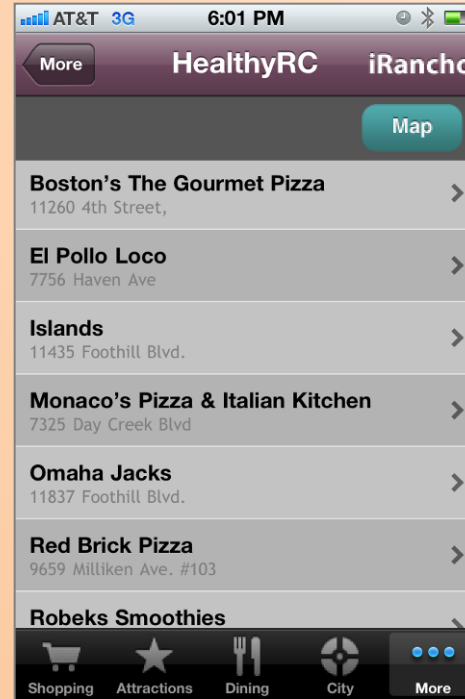 AT&T 3G 6:01 PM
More HealthyRC iRancho
Map
Boston's The Gourmet Pizza
11260 4th Street,
El Pollo Loco
7756 Haven Ave
Islands
11435 Foothill Blvd.
Monaco's Pizza & Italian Kitchen
7325 Day Creek Blvd
Omaha Jacks
11837 Foothill Blvd.
Red Brick Pizza
9659 Milliken Ave. #103
Robeks Smoothies
Shopping Attractions Dining City More